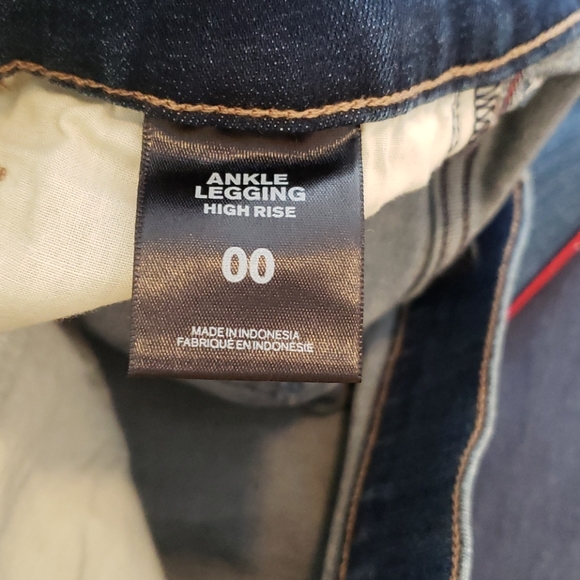 ANKLE
LEGGING
HIGH RISE
00
MADE IN INDONESIA
FABRIQUÉ EN INDONÉSIE